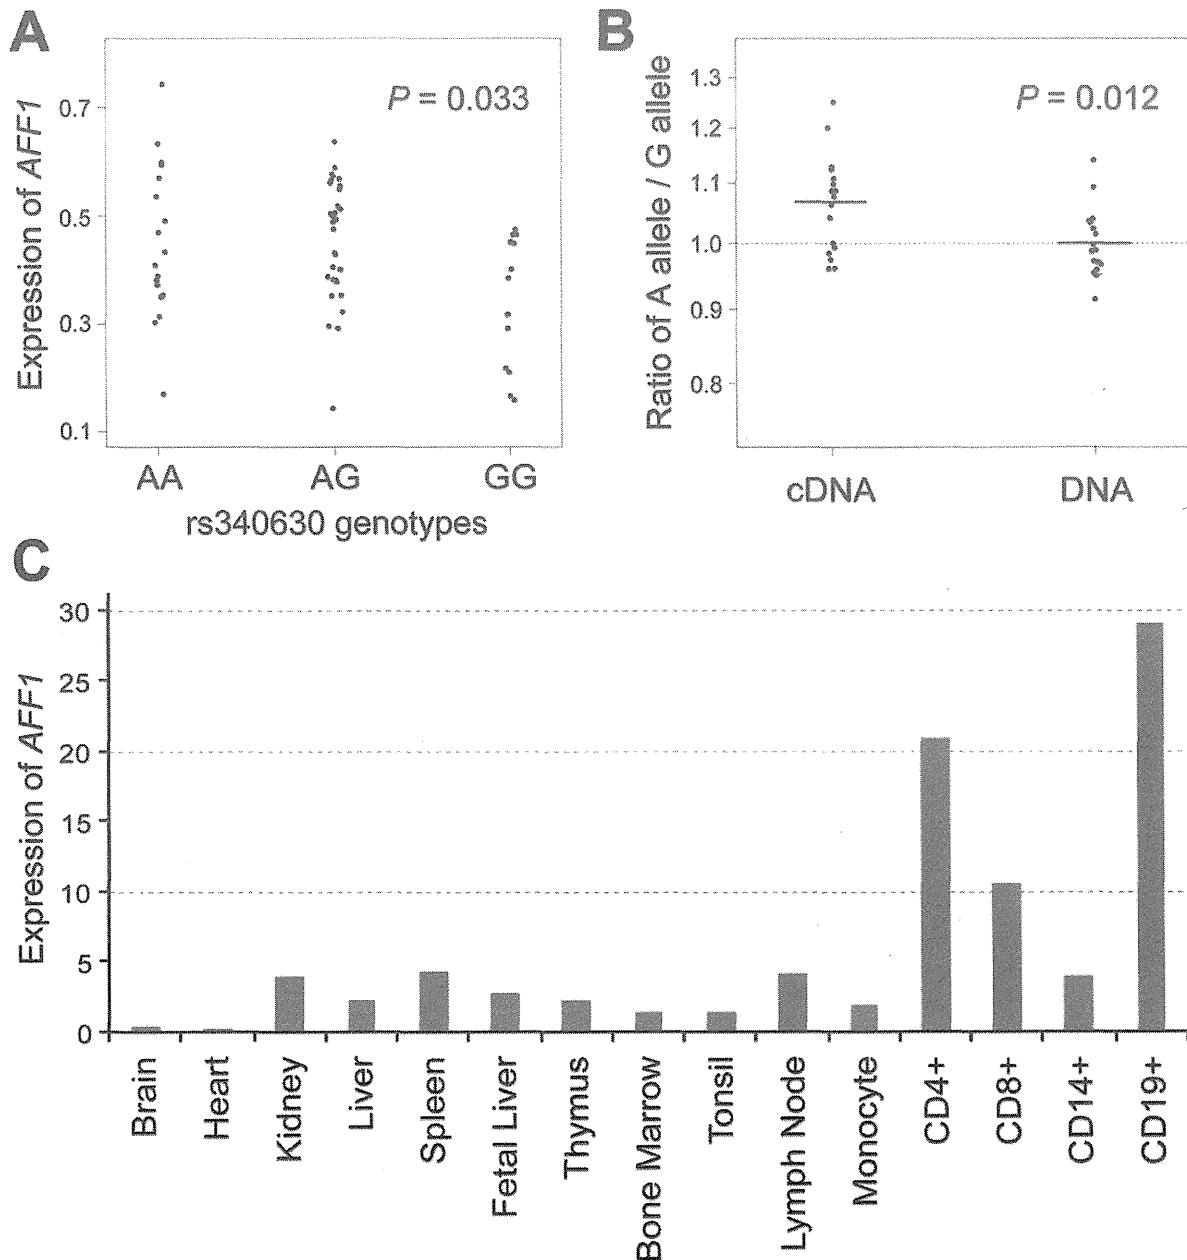 A
Expression of AFF1
0.7
0.5
0.3
0.1
P = 0.033
AA AG GG
rs340630 genotypes
B
Ratio of A allele / G allele
1.3
1.2
1.1
1.0
0.9
0.8
P = 0.012
cDNA DNA
C
Expression of AFF1
30
25
20
15
10
5
0
Brain
Heart
Kidney
Liver
Spleen
Fetal Liver
Thymus
Bone Marrow
Tonsil
Lymph Node
Monocyte
CD4+
CD8+
CD14+
CD19+